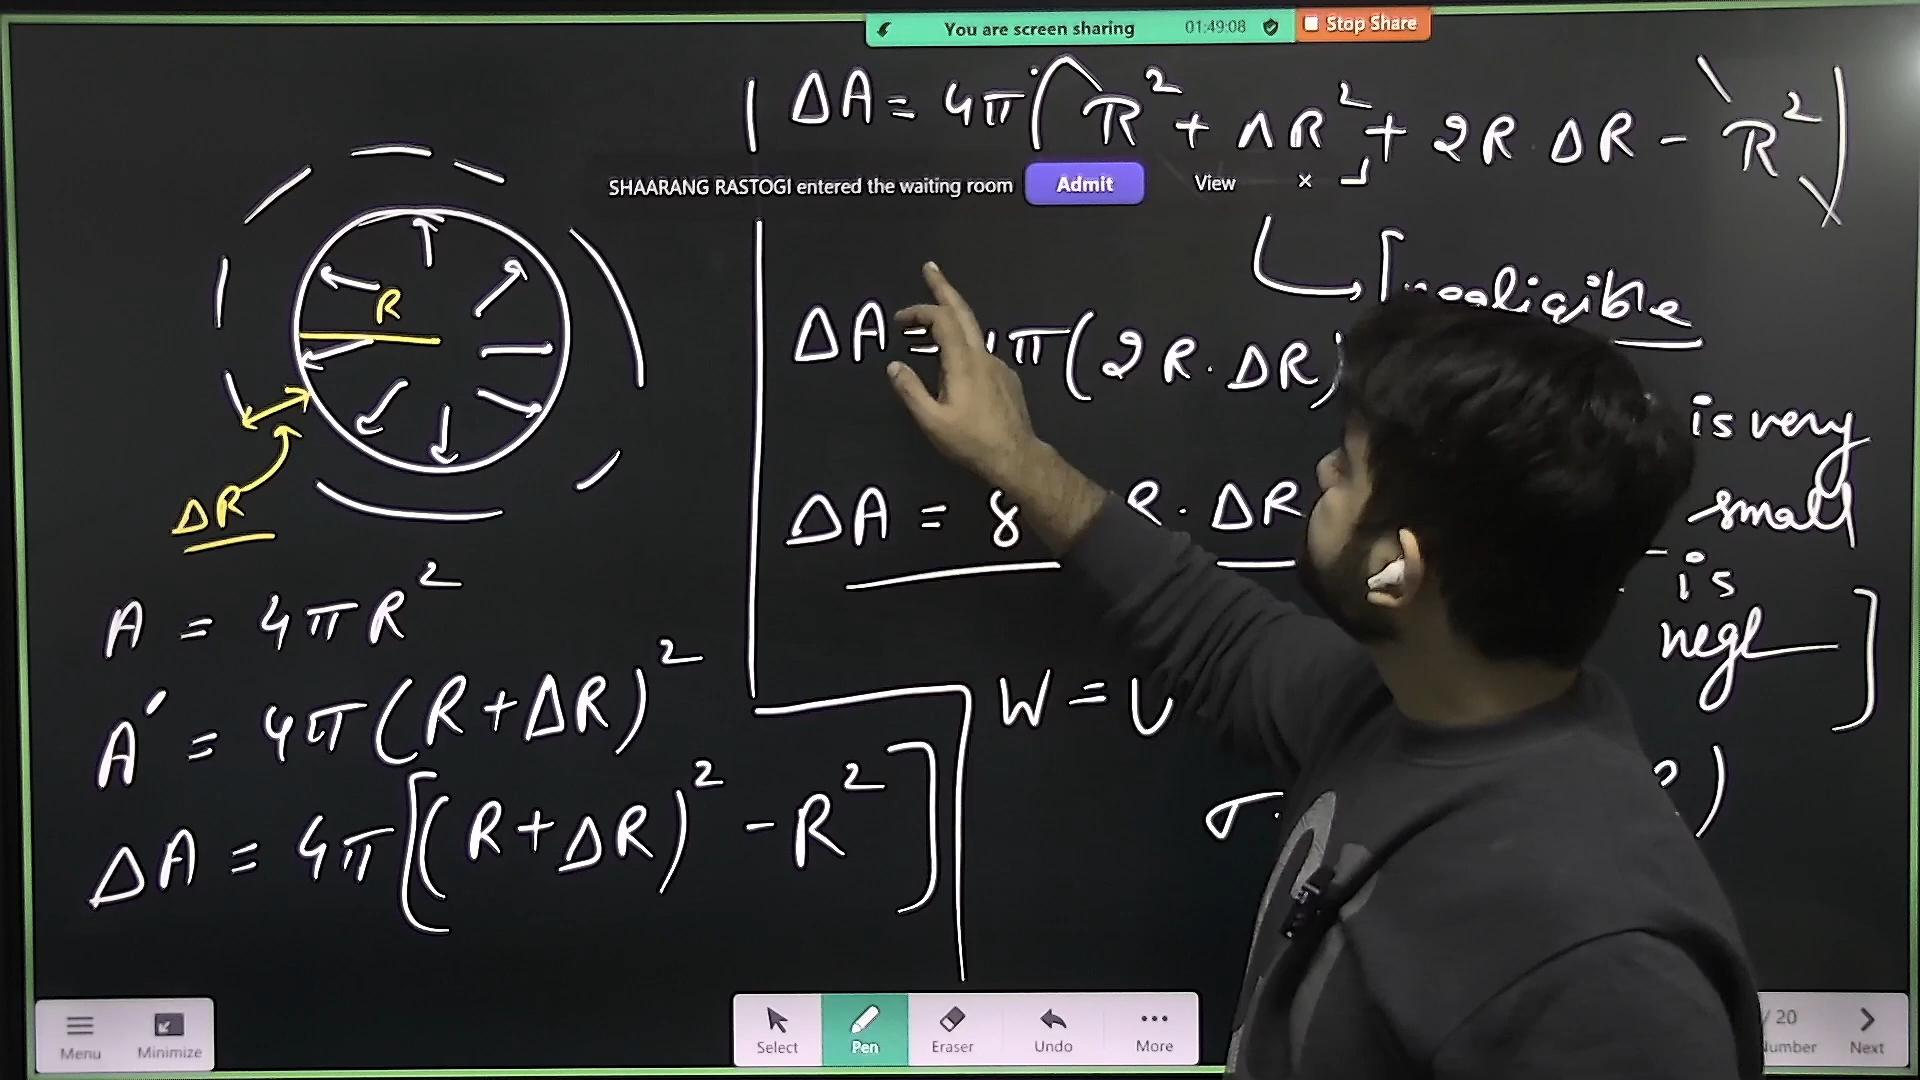 You are screen sharing 01:49:08 Stop Share
ΔA = 4π(R² + ΔR² + 2R·ΔR - R²)
SHAARANG RASTOGI entered the waiting room Admit View ×
[negligible
R
ΔA = 4π(2R·ΔR)
is very
small
ΔR
ΔA = 8 R·ΔR
is
negl ]
A = 4πR²
A′ = 4π(R+ΔR)²
W = U
σ· )
ΔA = 4π[(R+ΔR)² - R²]
Menu Minimize Select Pen Eraser Undo More / 20 Number Next